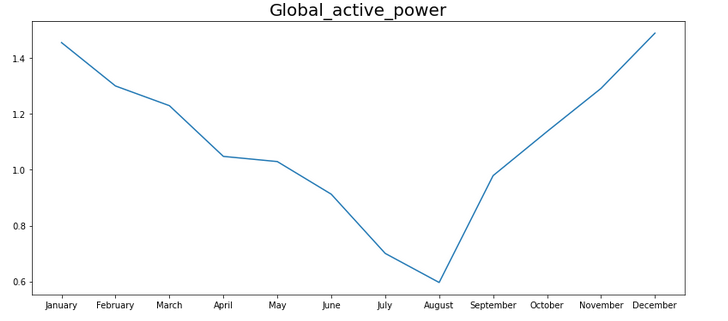 Global_active_power
1.4
1.2
1.0
0.8
0.6
January February March April May June July August September October November December